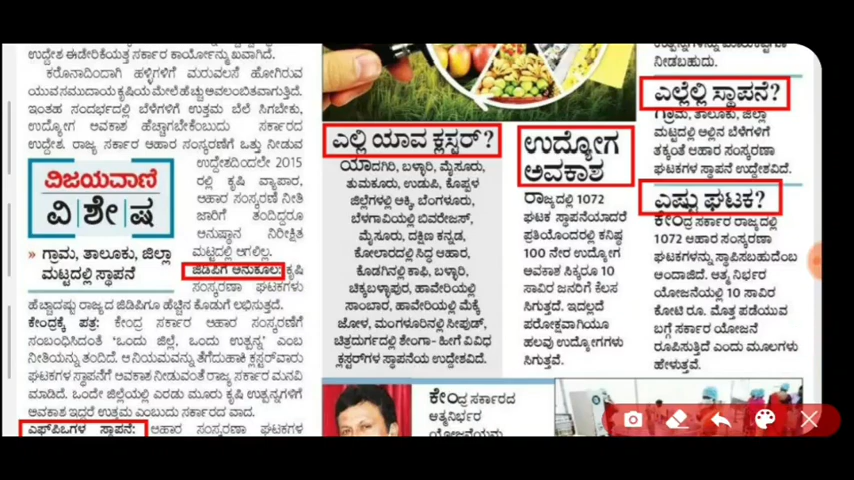 ಉದ್ದೇಶ ಈಡೇರಿಕೆಯತ್ತ ಸರ್ಕಾರ ಕಾರ್ಯೋನ್ಮು ಖವಾಗಿದೆ.
ಕರೊನಾದಿಂದಾಗಿ ಹಳ್ಳಿಗಳಿಗೆ ಮರುವಲಸೆ ಹೋಗಿರುವ
ಯುವಸಮುದಾಯ ಕೃಷಿಯ ಮೇಲೆ ಹೆಚ್ಚು ಅವಲಂಬಿತವಾಗುತ್ತಿದೆ.
ಇಂತಹ ಸಂದರ್ಭದಲ್ಲಿ ಬೆಳೆಗಳಿಗೆ ಉತ್ತಮ ಬೆಲೆ ಸಿಗಬೇಕು,
ಉದ್ಯೋಗ ಅವಕಾಶ ಹೆಚ್ಚಾಗಬೇಕೆಂಬುದು ಸರ್ಕಾರದ
ಉದ್ದೇಶ. ರಾಜ್ಯ ಸರ್ಕಾರ ಆಹಾರ ಸಂಸ್ಕರಣೆಗೆ ಒತ್ತು ನೀಡುವ
ಉದ್ದೇಶದಿಂದಲೇ 2015
ರಲ್ಲಿ ಕೃಷಿ ವ್ಯಾಪಾರ,
ಆಹಾರ ಸಂಸ್ಕರಣೆ ನೀತಿ
ಜಾರಿಗೆ ತಂದಿದ್ದರೂ
ಅನುಷ್ಠಾನ ನಿರೀಕ್ಷಿತ
ಮಟ್ಟದಲ್ಲಿ ಆಗಲಿಲ್ಲ.
ವಿಜಯವಾಣಿ
ವಿ|ಶೇ|ಷ
» ಗ್ರಾಮ, ತಾಲೂಕು, ಜಿಲ್ಲಾ
ಮಟ್ಟದಲ್ಲಿ ಸ್ಥಾಪನೆ
ಜಿಡಿಪಿಗೆ ಅನುಕೂಲ: ಕೃಷಿ
ಸಂಸ್ಕರಣಾ ಘಟಕಗಳು
ಹೆಚ್ಚಾದಷ್ಟು ರಾಜ್ಯದ ಜಿಡಿಪಿಗೂ ಹೆಚ್ಚಿನ ಕೊಡುಗೆ ಲಭಿಸುತ್ತದೆ.
ಕೇಂದ್ರಕ್ಕೆ ಪತ್ರ: ಕೇಂದ್ರ ಸರ್ಕಾರ ಆಹಾರ ಸಂಸ್ಕರಣೆಗೆ
ಸಂಬಂಧಿಸಿದಂತೆ 'ಒಂದು ಜಿಲ್ಲೆ, ಒಂದು ಉತ್ಪನ್ನ' ಎಂಬ
ನೀತಿಯನ್ನು ತಂದಿದೆ. ಆ ನಿಯಮವನ್ನು ತೆಗೆದುಹಾಕಿ ಕ್ಲಸ್ಟರ್‌ವಾರು
ಘಟಕಗಳ ಸ್ಥಾಪನೆಗೆ ಅವಕಾಶ ನೀಡುವಂತೆ ರಾಜ್ಯ ಸರ್ಕಾರ ಮನವಿ
ಮಾಡಿದೆ. ಒಂದೇ ಜಿಲ್ಲೆಯಲ್ಲಿ ಎರಡು ಮೂರು ಕೃಷಿ ಉತ್ಪನ್ನಗಳಿಗೆ
ಅವಕಾಶ ಇದ್ದರೆ ಉತ್ತಮ ಎಂಬುದು ಸರ್ಕಾರದ ವಾದ.
ಎಫ್‌ಪಿಒಗಳ ಸ್ಥಾಪನೆ: ಆಹಾರ ಸಂಸ್ಕರಣಾ ಘಟಕಗಳ
ಎಲ್ಲಿ ಯಾವ ಕ್ಲಸ್ಟರ್?
ಯಾದಗಿರಿ, ಬಳ್ಳಾರಿ, ಮೈಸೂರು,
ತುಮಕೂರು, ಉಡುಪಿ, ಕೊಪ್ಪಳ
ಜಿಲ್ಲೆಗಳಲ್ಲಿ ಅಕ್ಕಿ, ಬೆಂಗಳೂರು,
ಬೆಳಗಾವಿಯಲ್ಲಿ ಬಿವರೇಜಸ್,
ಮೈಸೂರು, ದಕ್ಷಿಣ ಕನ್ನಡ,
ಕೋಲಾರದಲ್ಲಿ ಸಿದ್ಧ ಆಹಾರ,
ಕೊಡಗಿನಲ್ಲಿ ಕಾಫಿ, ಬಳ್ಳಾರಿ,
ಚಿಕ್ಕಬಳ್ಳಾಪುರ, ಹಾವೇರಿಯಲ್ಲಿ
ಸಾಂಬಾರ, ಹಾವೇರಿಯಲ್ಲಿ ಮೆಕ್ಕೆ
ಜೋಳ, ಮಂಗಳೂರಿನಲ್ಲಿ ಸೀಫುಡ್,
ಚಿತ್ರದುರ್ಗದಲ್ಲಿ ಶೇಂಗಾ- ಹೀಗೆ ವಿವಿಧ
ಕ್ಲಸ್ಟರ್‌ಗಳ ಸ್ಥಾಪನೆಯ ಉದ್ದೇಶವಿದೆ.
ಉದ್ಯೋಗ
ಅವಕಾಶ
ರಾಜ್ಯದಲ್ಲಿ 1072
ಘಟಕ ಸ್ಥಾಪನೆಯಾದರೆ
ಪ್ರತಿಯೊಂದರಲ್ಲಿ ಕನಿಷ್ಠ
100 ನೇರ ಉದ್ಯೋಗ
ಅವಕಾಶ ಸಿಕ್ಕರೂ 10
ಸಾವಿರ ಜನರಿಗೆ ಕೆಲಸ
ಸಿಗುತ್ತದೆ. ಇದಲ್ಲದೆ
ಪರೋಕ್ಷವಾಗಿಯೂ
ಹಲವು ಉದ್ಯೋಗಗಳು
ಸಿಗುತ್ತವೆ.
ಕೇಂದ್ರ ಸರ್ಕಾರದ
ಆತ್ಮನಿರ್ಭರ
ಯೋಜನೆಯನ್ನು
ನೀಡಬಹುದು.
ಎಲ್ಲೆಲ್ಲಿ ಸ್ಥಾಪನೆ?
ಗ್ರಾಮ, ತಾಲೂಕು, ಜಿಲ್ಲಾ
ಮಟ್ಟದಲ್ಲಿ ಅಲ್ಲಿನ ಬೆಳೆಗಳಿಗೆ
ತಕ್ಕಂತೆ ಆಹಾರ ಸಂಸ್ಕರಣಾ
ಘಟಕಗಳ ಸ್ಥಾಪನೆ ಉದ್ದೇಶವಿದೆ.
ಎಷ್ಟು ಘಟಕ?
ಕೇಂದ್ರ ಸರ್ಕಾರ ರಾಜ್ಯದಲ್ಲಿ
1072 ಆಹಾರ ಸಂಸ್ಕರಣಾ
ಘಟಕಗಳನ್ನು ಸ್ಥಾಪಿಸಬಹುದೆಂಬ
ಅಂದಾಜಿದೆ. ಆತ್ಮ ನಿರ್ಭರ
ಯೋಜನೆಯಲ್ಲಿ 10 ಸಾವಿರ
ಕೋಟಿ ರೂ. ಮೊತ್ತ ಪಡೆಯುವ
ಬಗ್ಗೆ ಸರ್ಕಾರ ಯೋಜನೆ
ರೂಪಿಸುತ್ತಿದೆ ಎಂದು ಮೂಲಗಳು
ಹೇಳುತ್ತವೆ.